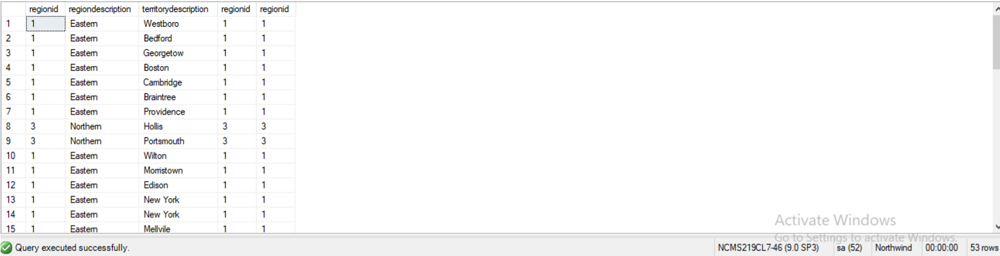 regionid regiondescription territorydescription regionid regionid
1 1 Eastern Westboro 1 1
2 1 Eastern Bedford 1 1
3 1 Eastern Georgetow 1 1
4 1 Eastern Boston 1 1
5 1 Eastern Cambridge 1 1
6 1 Eastern Braintree 1 1
7 1 Eastern Providence 1 1
8 3 Northern Hollis 3 3
9 3 Northern Portsmouth 3 3
10 1 Eastern Wilton 1 1
11 1 Eastern Morristown 1 1
12 1 Eastern Edison 1 1
13 1 Eastern New York 1 1
14 1 Eastern New York 1 1
15 1 Eastern Mellvile 1 1
Activate Windows
Go to Settings to activate Windows.
Query executed successfully. NCMS219CL7-46 (9.0 SP3) sa (52) Northwind 00:00:00 53 rows